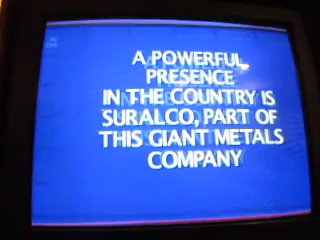 A POWERFUL
PRESENCE
IN THE COUNTRY IS
SURALCO, PART OF
THIS GIANT METALS
COMPANY